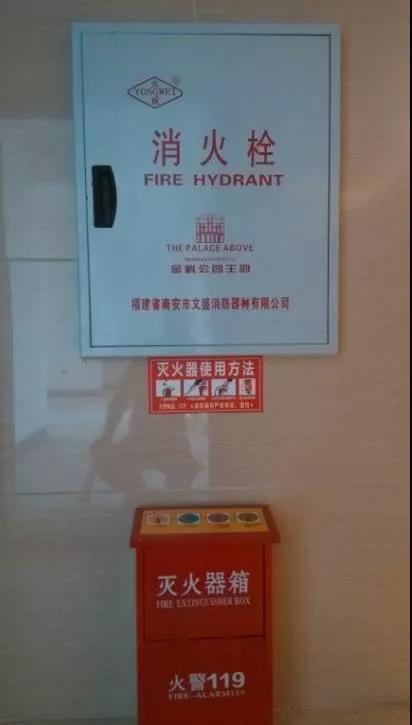 永
YONGWEI
威
®
消火栓
FIRE HYDRANT
THE PALACE ABOVE
金科公园王府
福建省南安市文盛消防器材有限公司
灭火器使用方法
灭火器箱
FIRE EXTINGUISHER BOX
火警119
FIRE-ALARM119